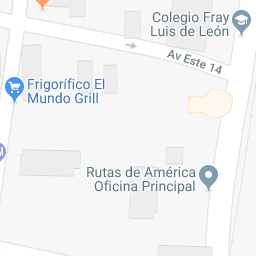 Colegio Fray
Luis de León
Av Este 14
Frigorífico El
Mundo Grill
Rutas de América
Oficina Principal